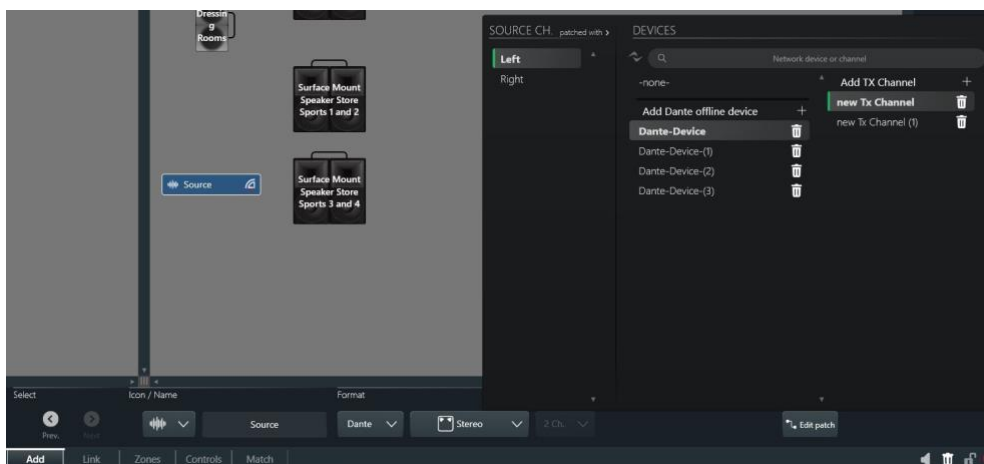 Dressin
g
Rooms
Surface Mount
Speaker Store
Sports 1 and 2
Source
Surface Mount
Speaker Store
Sports 3 and 4
SOURCE CH. patched with >
Left
Right
DEVICES
Network device or channel
-none-
Add Dante offline device +
Dante-Device
Dante-Device-(1)
Dante-Device-(2)
Dante-Device-(3)
Add TX Channel +
new Tx Channel
new Tx Channel (1)
Select
Icon / Name
Format
Prev.
Next
Source
Dante
Stereo
2 Ch.
Edit patch
Add
Link
Zones
Controls
Match